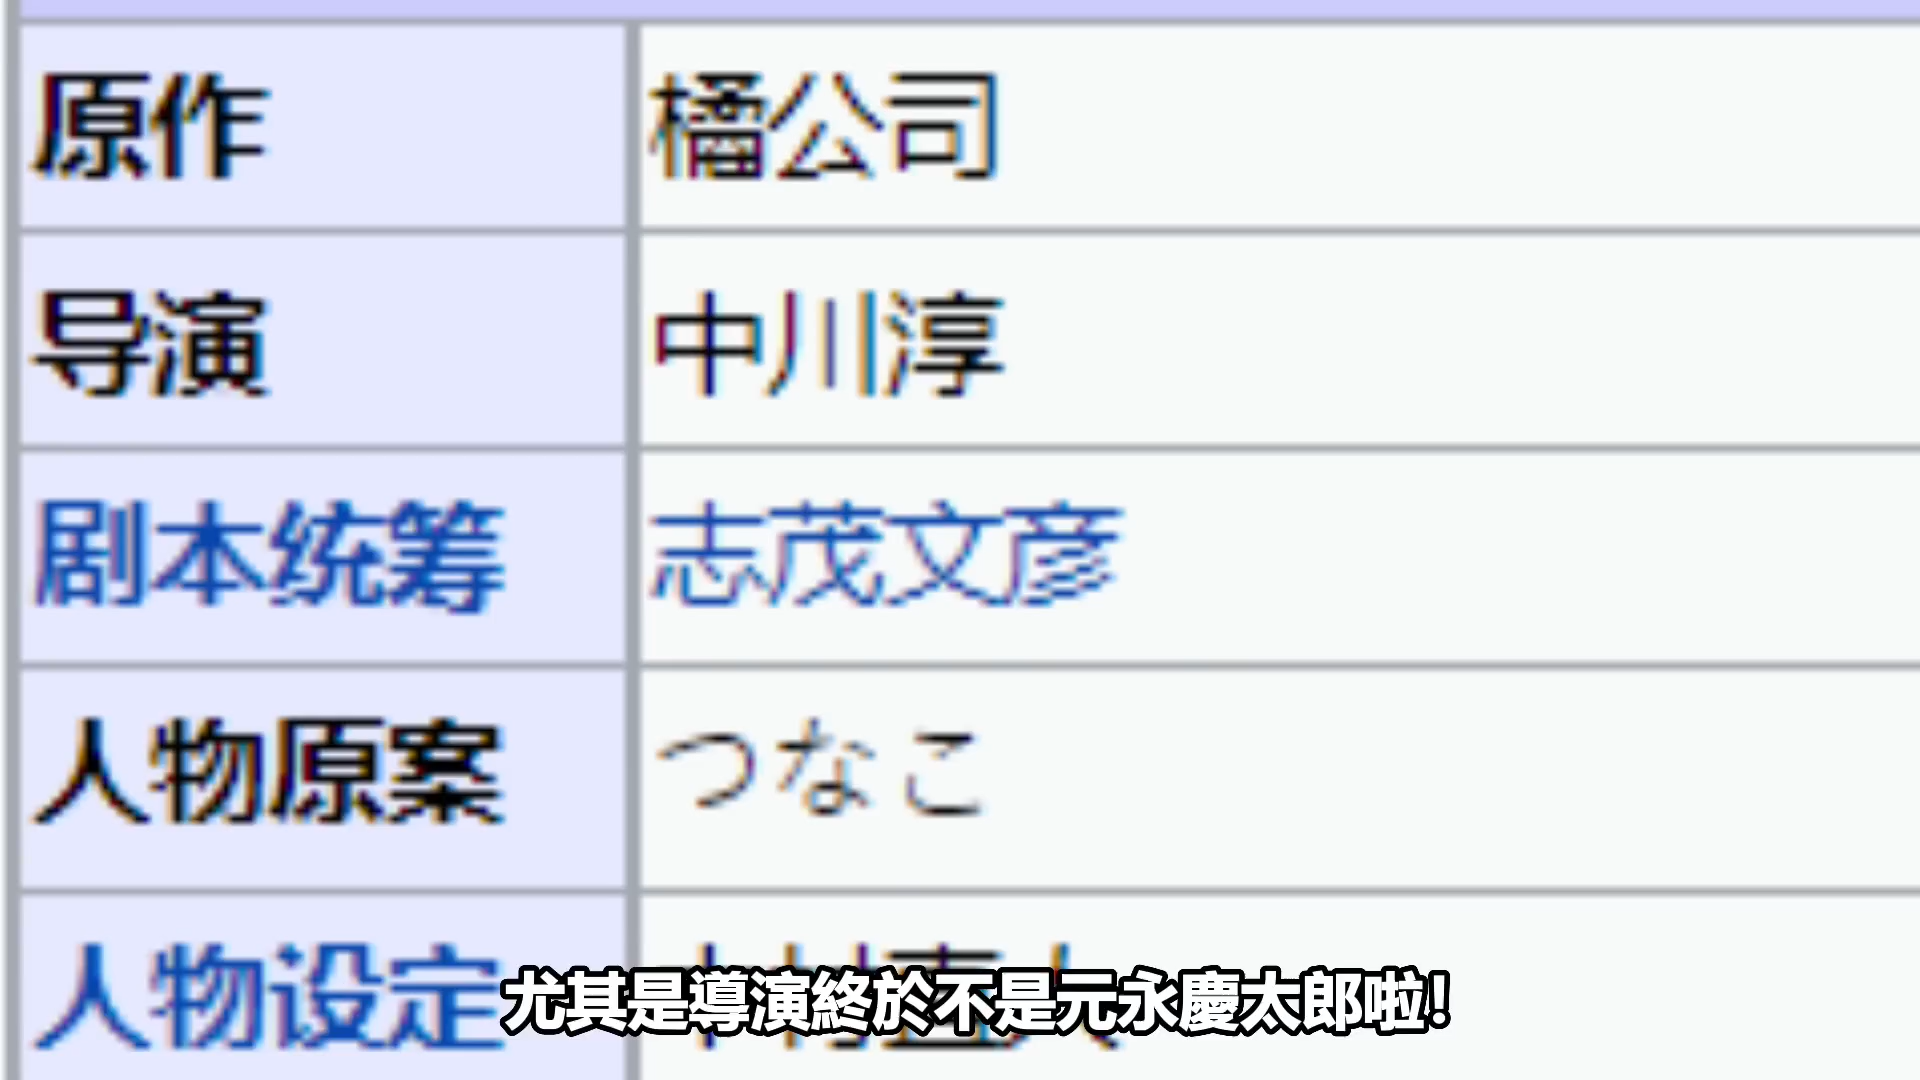 原作 橘公司
导演 中川淳
剧本统筹 志茂文彦
人物原案 つなこ
人物设定
尤其是導演終於不是元永慶太郎啦!